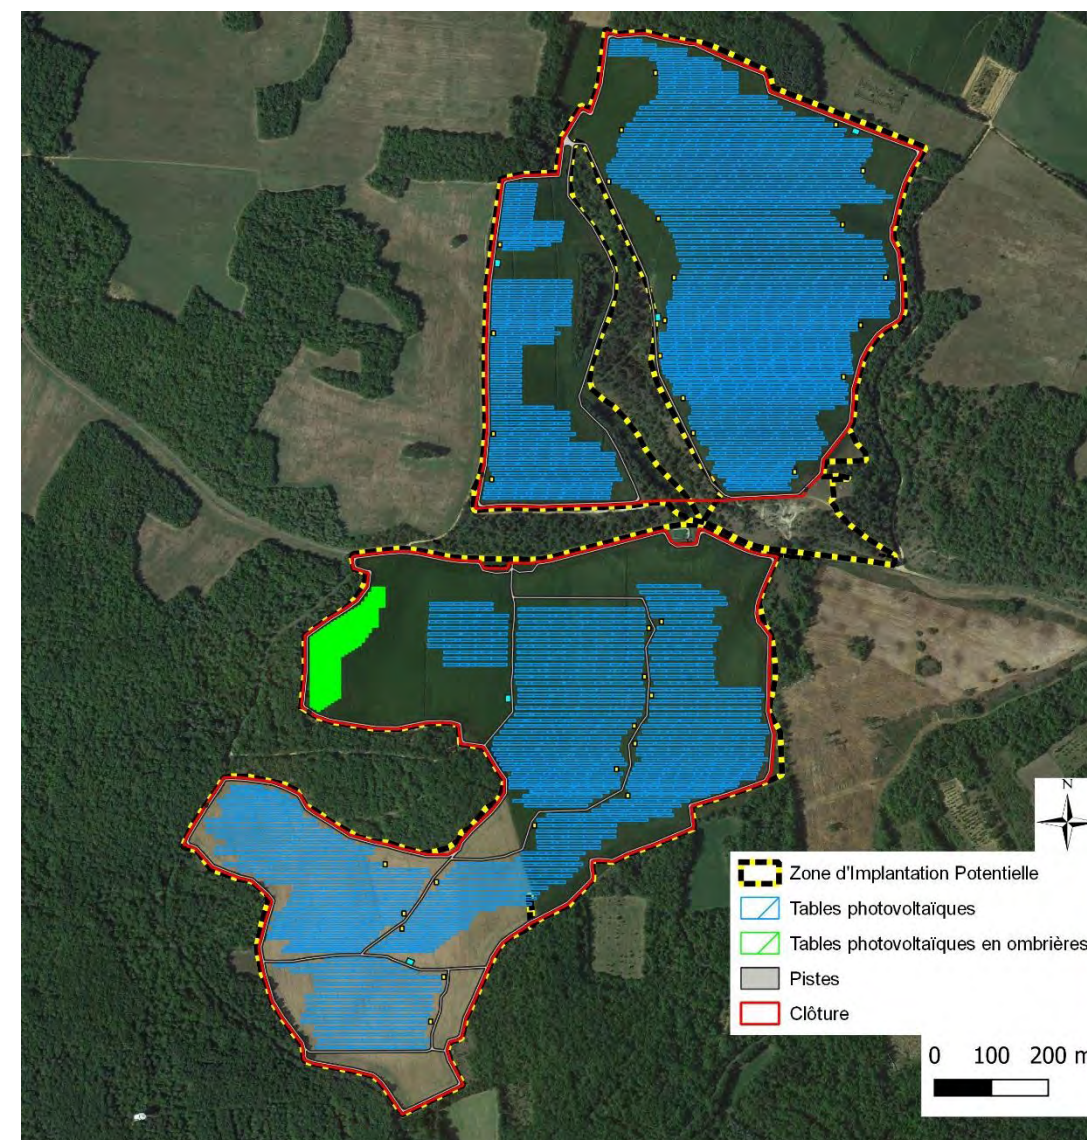 N
Zone d'Implantation Potentielle
Tables photovoltaïques
Tables photovoltaïques en ombrières
Pistes
Clôture
0 100 200 m